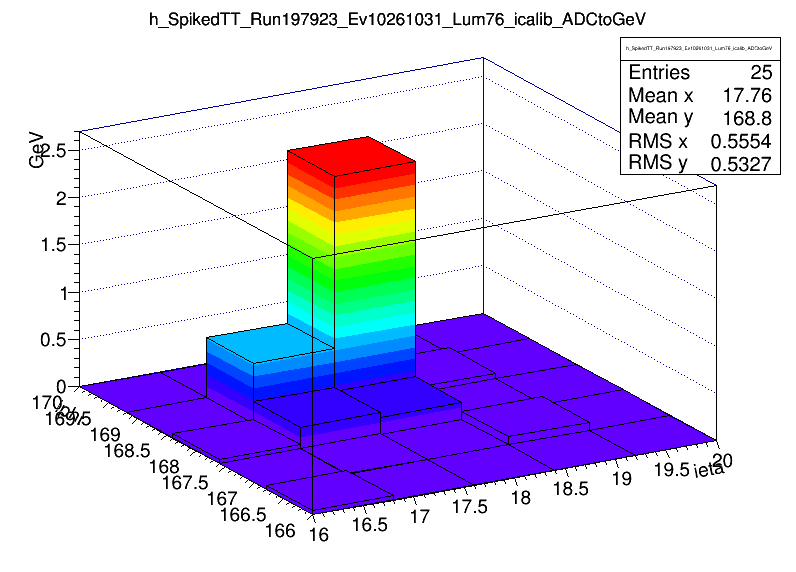 h_SpikedTT_Run197923_Ev10261031_Lum76_icalib_ADCtoGeV
h_SpikedTT_Run197923_Ev10261031_Lum76_icalib_ADCtoGeV
Entries 25
Mean x 17.76
Mean y 168.8
RMS x 0.5554
RMS y 0.5327
GeV
2.5
2
1.5
1
0.5
0
170
169.5
169
168.5
168
167.5
167
166.5
166
16
16.5
17
17.5
18
18.5
19
19.5
20
ieta